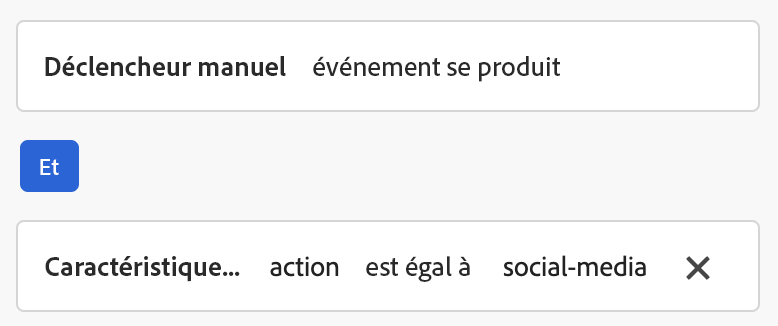 Déclencheur manuel événement se produit
Et
Caractéristique... action est égal à social-media